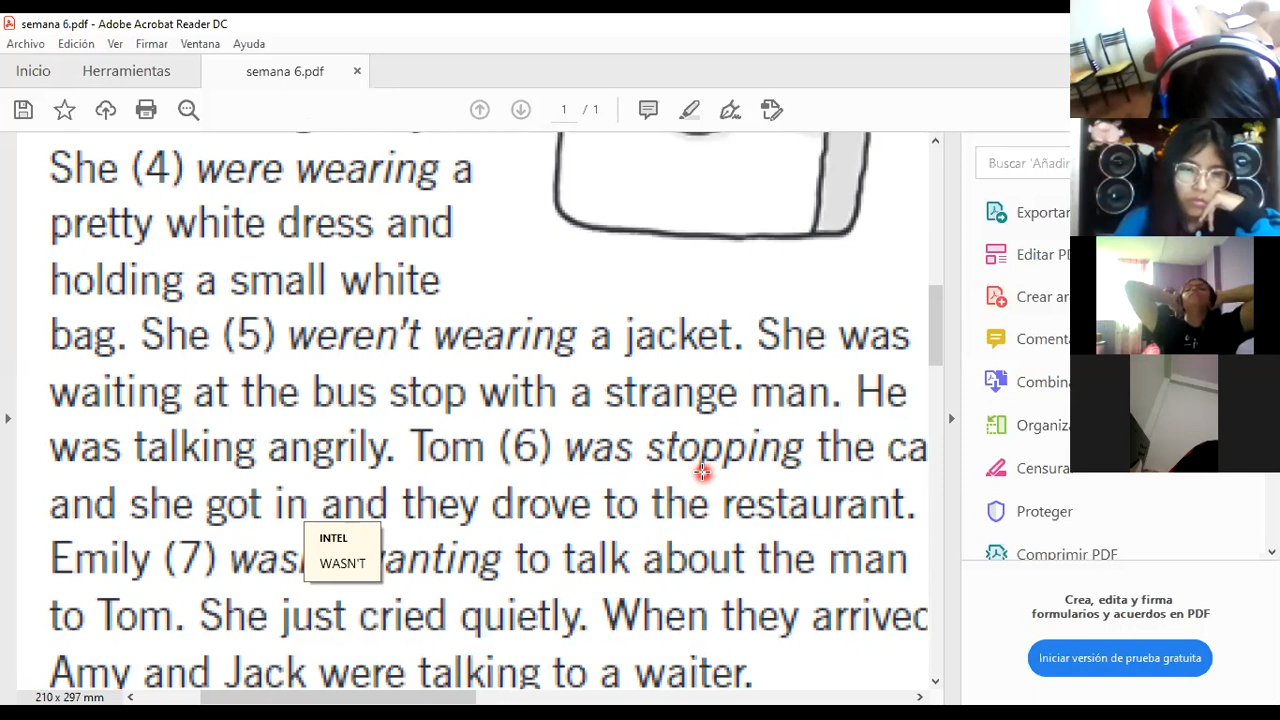 semana 6.pdf - Adobe Acrobat Reader DC
Archivo Edición Ver Firmar Ventana Ayuda
Inicio Herramientas semana 6.pdf ×
1 / 1
She (4) were wearing a
pretty white dress and
holding a small white
bag. She (5) weren't wearing a jacket. She was
waiting at the bus stop with a strange man. He
was talking angrily. Tom (6) was stopping the ca
and she got in and they drove to the restaurant.
INTEL
WASN'T
Emily (7) was anting to talk about the man
to Tom. She just cried quietly. When they arrived
Amy and Jack were talking to a waiter.
210 x 297 mm
Buscar 'Añadir
Exportar
Editar PD
Crear ar
Comenta
Combina
Organiza
Censura
Proteger
Comprimir PDF
Crea, edita y firma
formularios y acuerdos en PDF
Iniciar versión de prueba gratuita